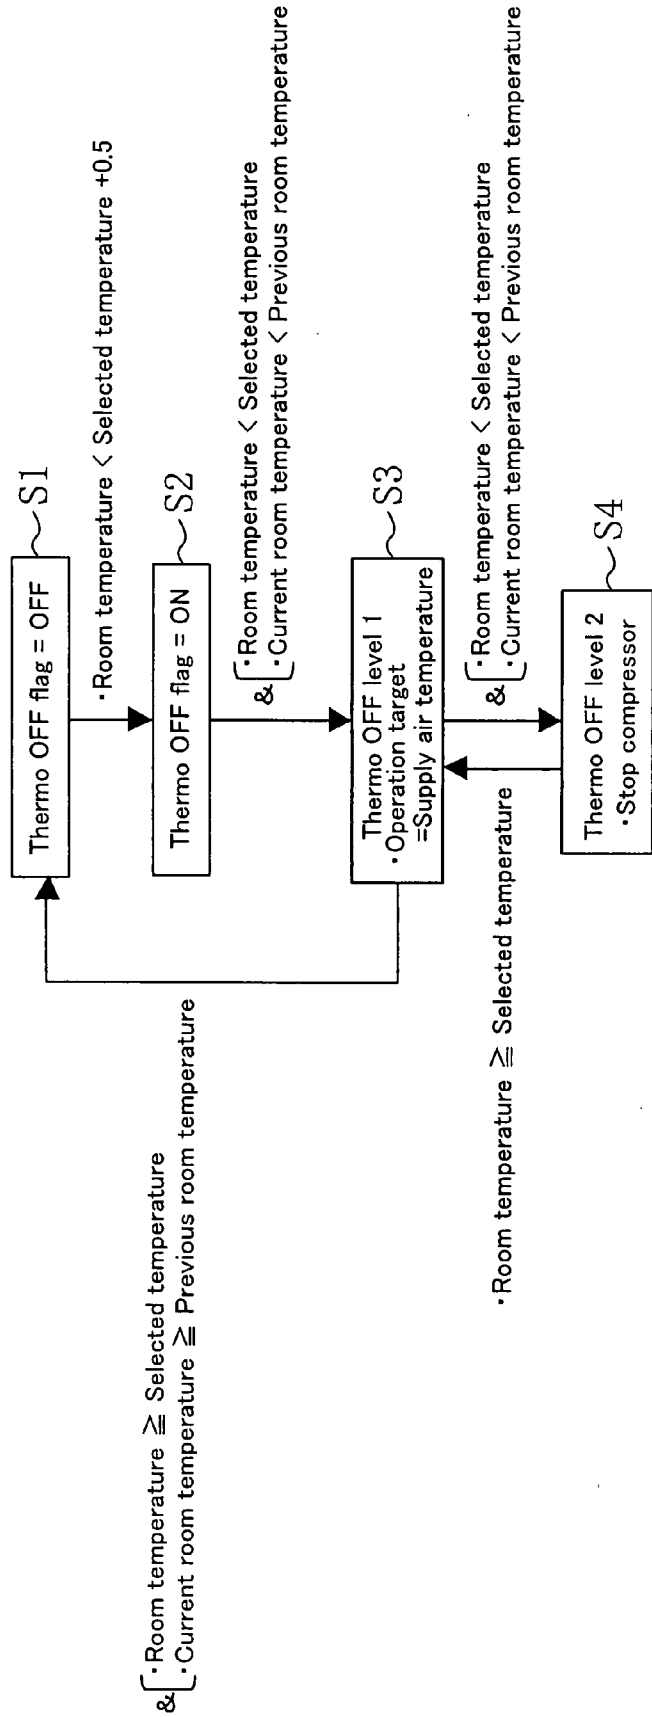 Thermo OFF flag = OFF
S1
・Room temperature < Selected temperature +0.5
Thermo OFF flag = ON
S2
&
・Room temperature < Selected temperature
・Current room temperature < Previous room temperature
Thermo OFF level 1
・Operation target
=Supply air temperature
S3
&
・Room temperature ≧ Selected temperature
・Current room temperature ≧ Previous room temperature
&
・Room temperature < Selected temperature
・Current room temperature < Previous room temperature
・Room temperature ≧ Selected temperature
Thermo OFF level 2
・Stop compressor
S4